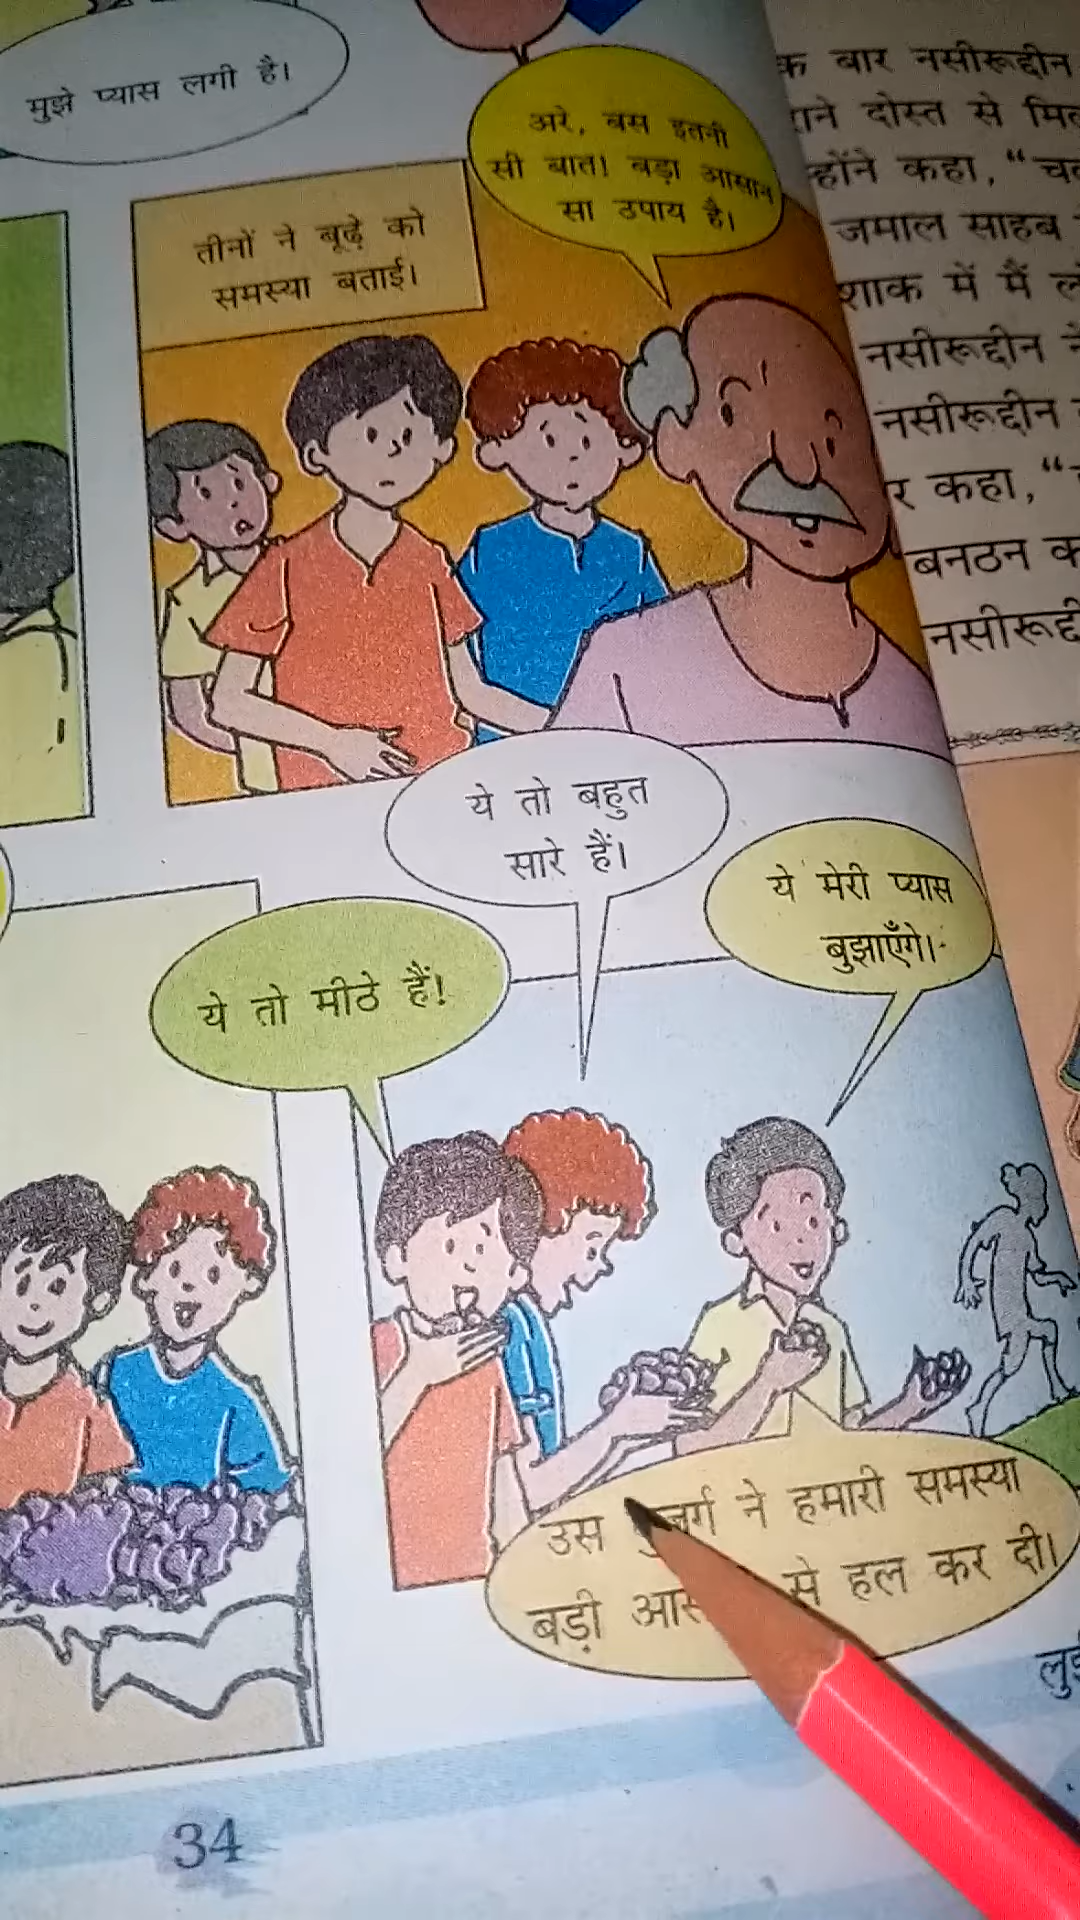 मुझे प्यास लगी है।
अरे, बस इतनी
सी बात। बड़ा आसान
सा उपाय है।
तीनों ने बूढ़े को
समस्या बताई।
ये तो बहुत
सारे हैं।
ये मेरी प्यास
बुझाएँगे।
ये तो मीठे हैं!
उस ने हमारी समस्या
बड़ी से हल कर दी।
34
बार नसीरूद्दीन
दोस्त से
कहा, “
जमाल साहब
में मैं
नसीरूद्दीन
नसीरूद्दीन
कहा, “
बनठन